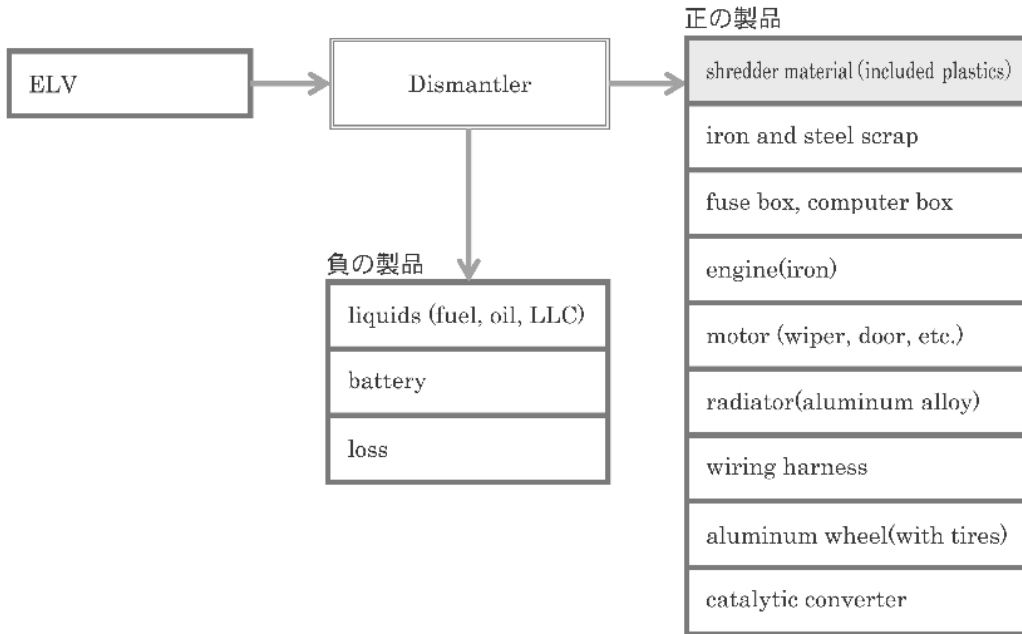 正の製品
ELV
Dismantler
shredder material (included plastics)
iron and steel scrap
fuse box, computer box
engine(iron)
motor (wiper, door, etc.)
radiator(aluminum alloy)
wiring harness
aluminum wheel(with tires)
catalytic converter
負の製品
liquids (fuel, oil, LLC)
battery
loss